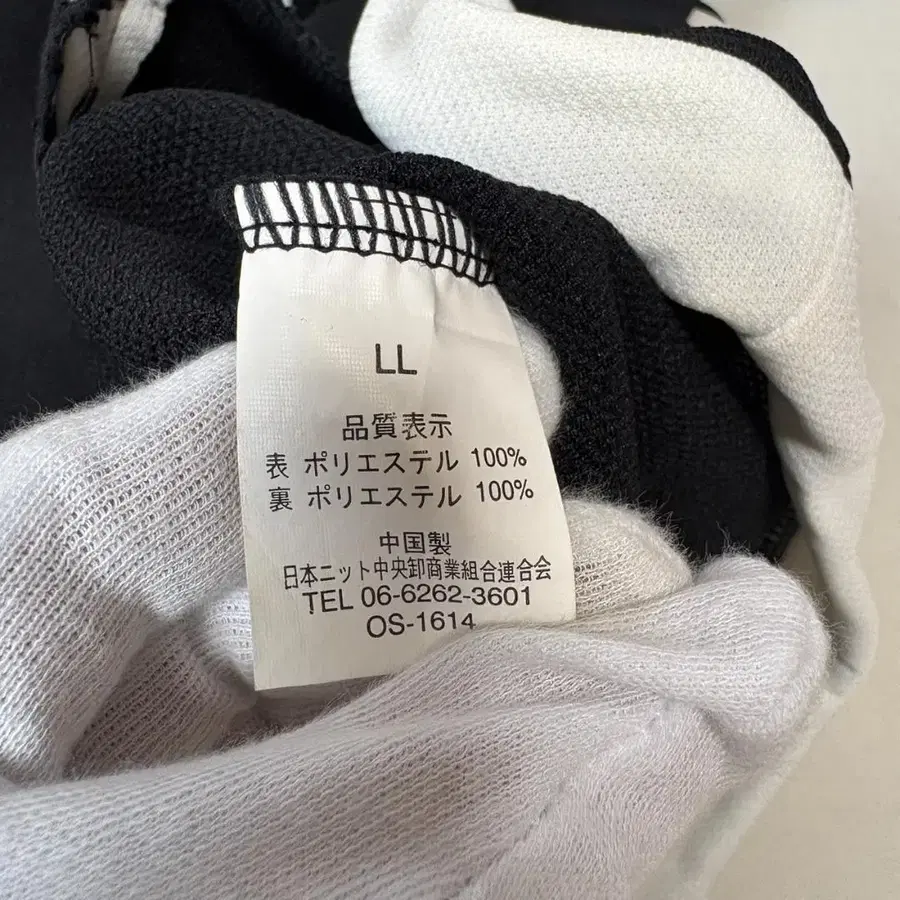 LL
品質表示
表 ポリエステル 100%
裏 ポリエステル 100%
中国製
日本ニット中央卸商業組合連合会
TEL 06-6262-3601
OS-1614